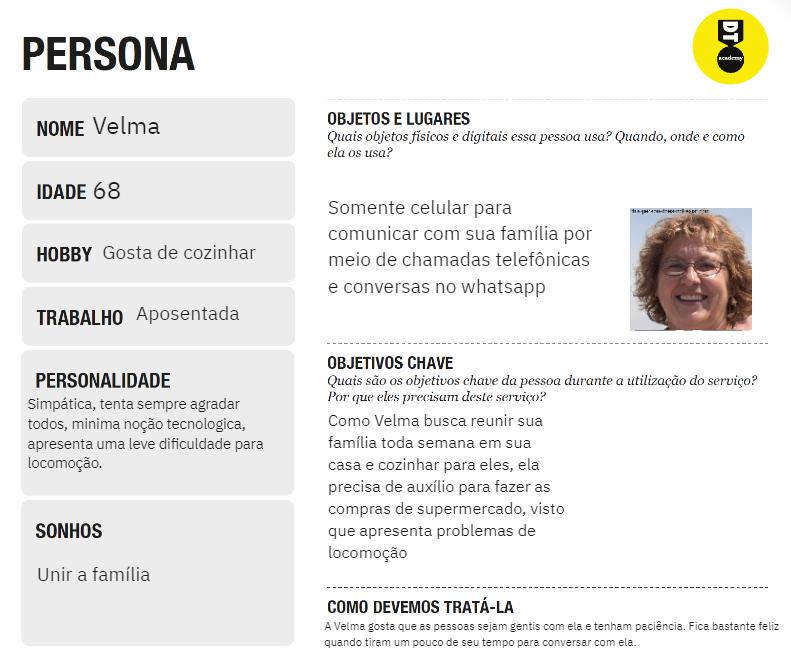 PERSONA
DT
academy
NOME Velma
IDADE 68
HOBBY Gosta de cozinhar
TRABALHO Aposentada
PERSONALIDADE
Simpática, tenta sempre agradar
todos, minima noção tecnologica,
apresenta uma leve dificuldade para
locomoção.
SONHOS
Unir a família
OBJETOS E LUGARES
Quais objetos físicos e digitais essa pessoa usa? Quando, onde e como
ela os usa?
Somente celular para
comunicar com sua família por
meio de chamadas telefônicas
e conversas no whatsapp
OBJETIVOS CHAVE
Quais são os objetivos chave da pessoa durante a utilização do serviço?
Por que eles precisam deste serviço?
Como Velma busca reunir sua
família toda semana em sua
casa e cozinhar para eles, ela
precisa de auxílio para fazer as
compras de supermercado, visto
que apresenta problemas de
locomoção
COMO DEVEMOS TRATÁ-LA
A Velma gosta que as pessoas sejam gentis com ela e tenham paciência. Fica bastante feliz
quando tiram um pouco de seu tempo para conversar com ela.